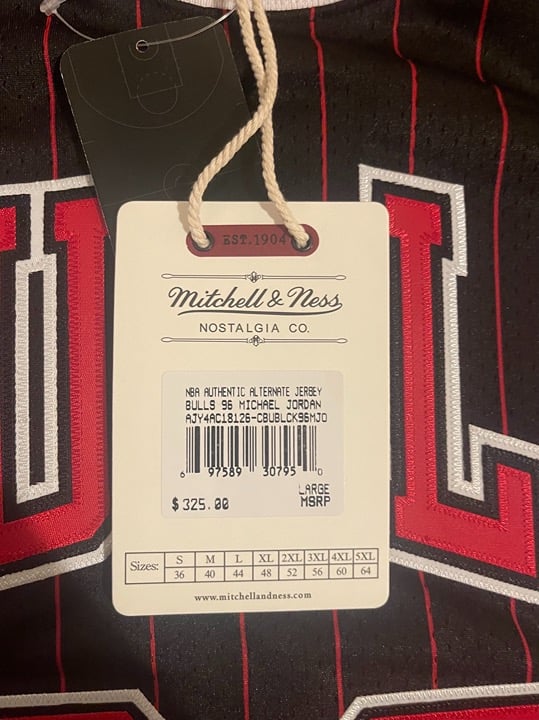 EST.1904
Mitchell & Ness
NOSTALGIA CO.
NBA AUTHENTIC ALTERNATE JERSEY
BULLS 96 MICHAEL JORDAN
AJY4AC18126-CBUBLCK96MJO
6 97589 30795 0
LARGE
$ 325.00 MSRP
Sizes: S M L XL 2XL 3XL 4XL 5XL
36 40 44 48 52 56 60 64
www.mitchellandness.com
UL